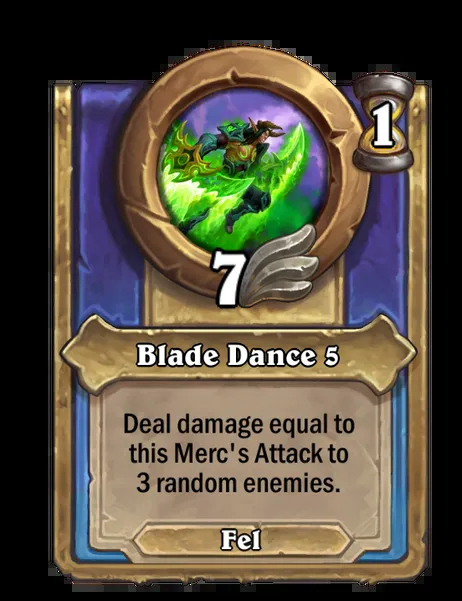 1
7
Blade Dance 5
Deal damage equal to
this Merc's Attack to
3 random enemies.
Fel